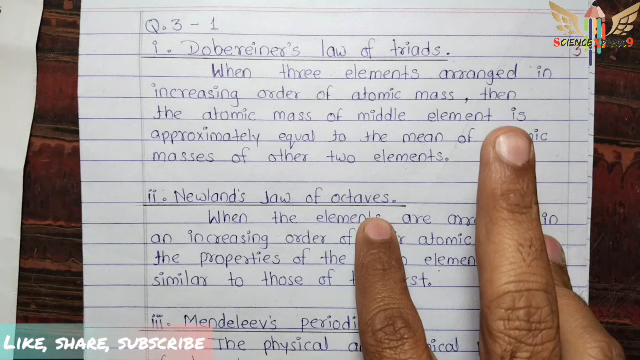 Q. 3 - 1
i. Dobereiner's law of triads.
When three elements arranged in
increasing order of atomic mass, then
the atomic mass of middle element is
approximately equal to the mean of
masses of other two elements.
ii. Newland's law of octaves.
When the elements are in
an increasing order of atomic
the properties of the
similar to those of
iii. Mendeleev's
The physical
LIKE, SHARE, SUBSCRIBE
SCIENCE